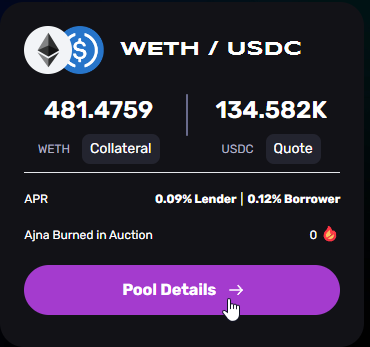 WETH / USDC
481.4759 134.582K
WETH Collateral USDC Quote
APR 0.09% Lender | 0.12% Borrower
Ajna Burned in Auction 0
Pool Details →